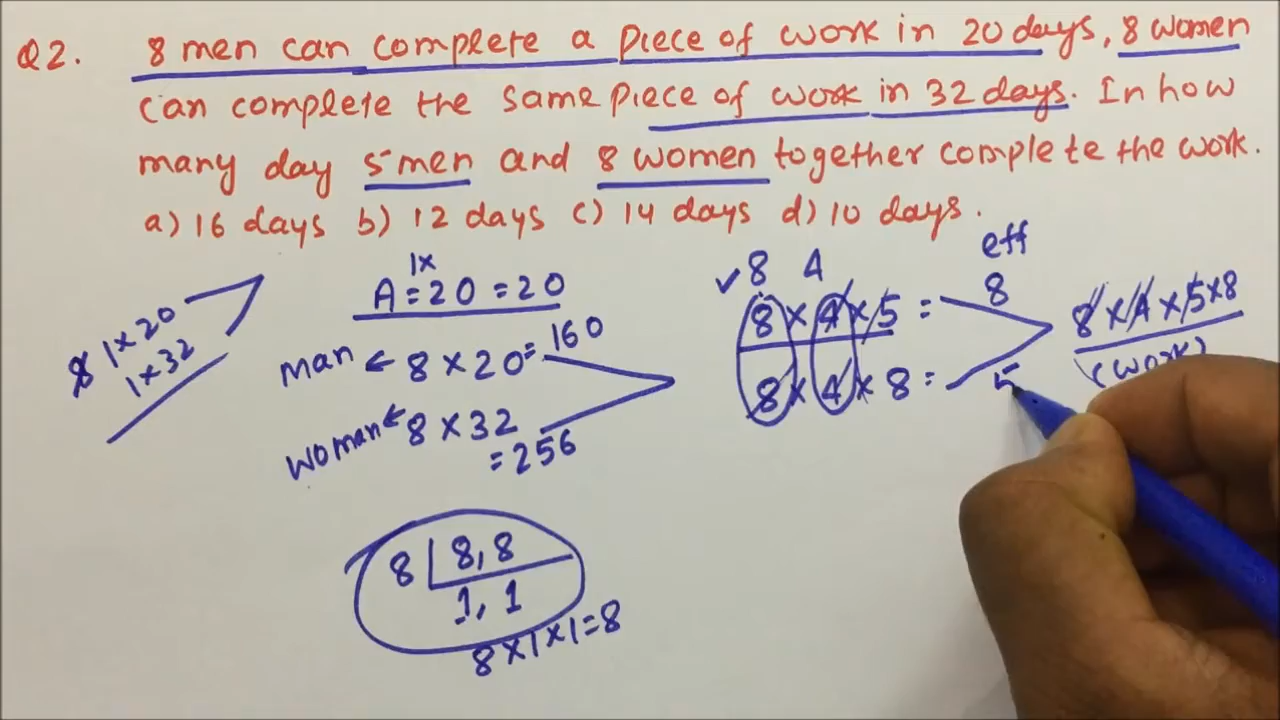 Q2. 8 men can complete a piece of work in 20 days, 8 women
can complete the same piece of work in 32 days. In how
many day 5 men and 8 women together complete the work.
a) 16 days b) 12 days c) 14 days d) 10 days.
1x
A = 20 = 20
8 1x20
1x32
man ← 8 x 20 = 160
woman ← 8 x 32
= 256
8 | 8, 8
1, 1
8x1x1=8
✓8 4
eff
8 x 4 x 5 = 8
8 x 4 x 8 = 5
8 x 4 x 5 x 8
(work)